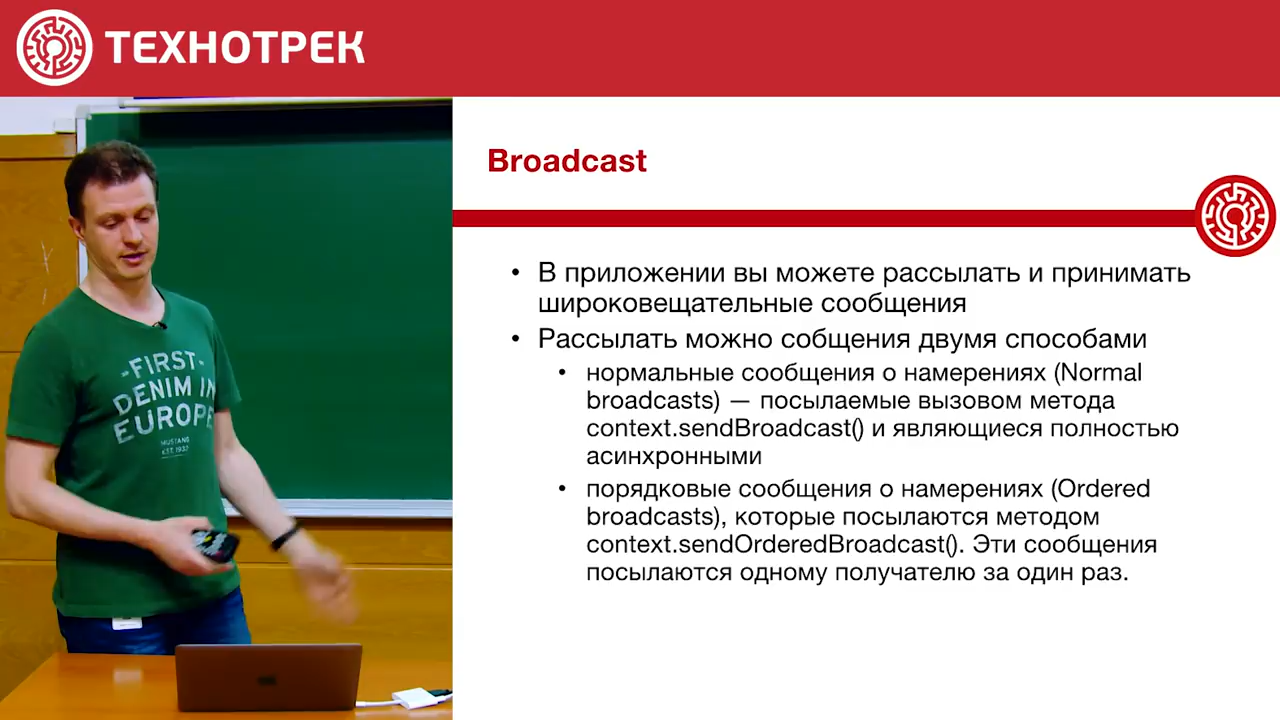 ТЕХНОТРЕК
-FIRST-
DENIM IN
EUROPE
MUSTANG
EST. 1932
Broadcast
• В приложении вы можете рассылать и принимать
широковещательные сообщения
• Рассылать можно собщения двумя способами
• нормальные сообщения о намерениях (Normal
broadcasts) — посылаемые вызовом метода
context.sendBroadcast() и являющиеся полностью
асинхронными
• порядковые сообщения о намерениях (Ordered
broadcasts), которые посылаются методом
context.sendOrderedBroadcast(). Эти сообщения
посылаются одному получателю за один раз.